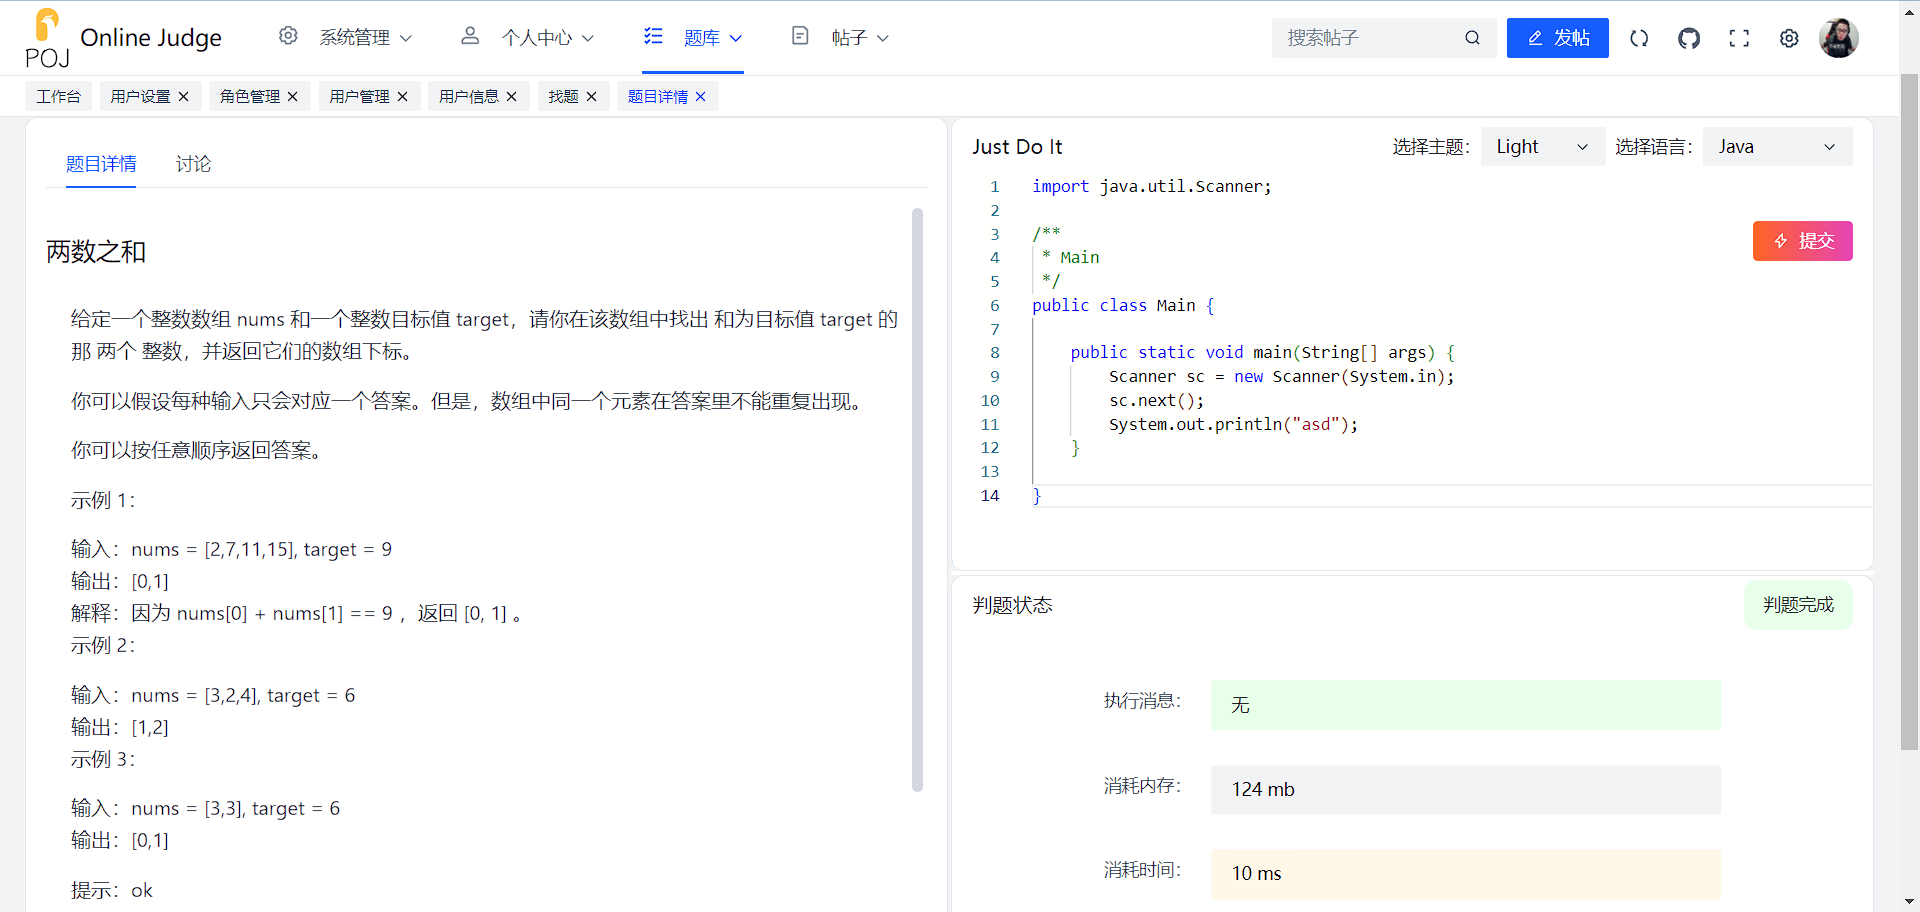 POJ
Online Judge
系统管理
个人中心
题库
帖子
搜索帖子
发帖
工作台
用户设置
角色管理
用户管理
用户信息
找题
题目详情
题目详情
讨论
两数之和
给定一个整数数组 nums 和一个整数目标值 target，请你在该数组中找出 和为目标值 target 的
那 两个 整数，并返回它们的数组下标。
你可以假设每种输入只会对应一个答案。但是，数组中同一个元素在答案里不能重复出现。
你可以按任意顺序返回答案。
示例 1：
输入：nums = [2,7,11,15], target = 9
输出：[0,1]
解释：因为 nums[0] + nums[1] == 9 ，返回 [0, 1] 。
示例 2：
输入：nums = [3,2,4], target = 6
输出：[1,2]
示例 3：
输入：nums = [3,3], target = 6
输出：[0,1]
提示：ok
Just Do It
选择主题：
Light
选择语言：
Java
提交
1 import java.util.Scanner;
2
3 /**
4 * Main
5 */
6 public class Main {
7
8 public static void main(String[] args) {
9 Scanner sc = new Scanner(System.in);
10 sc.next();
11 System.out.println("asd");
12 }
13
14 }
判题状态
判题完成
执行消息：
无
消耗内存：
124 mb
消耗时间：
10 ms